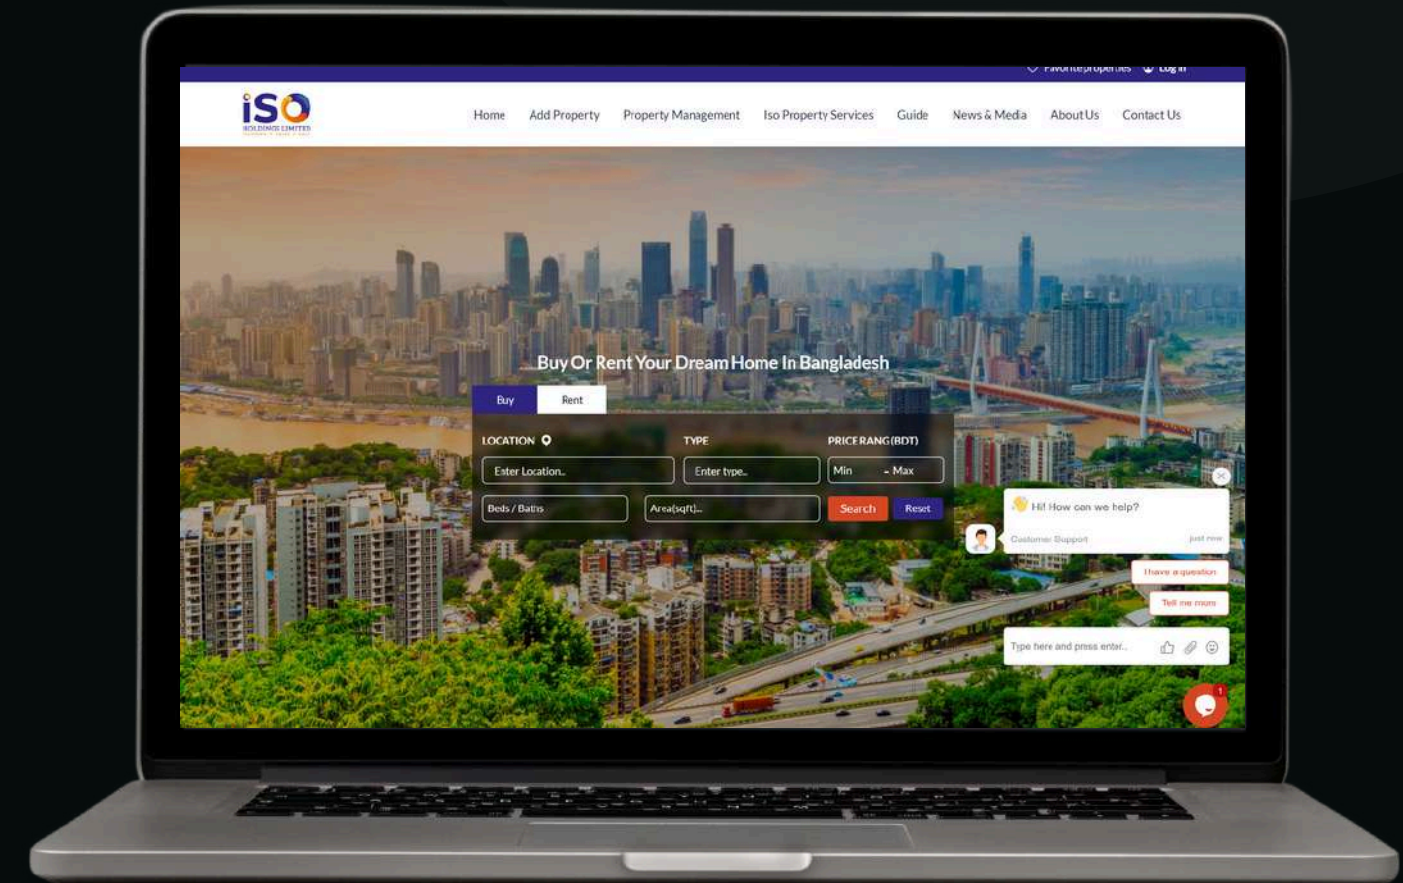 Favorite properties Log in
iSO
HOLDINGS LIMITED
Home Add Property Property Management Iso Property Services Guide News & Media About Us Contact Us
Buy Or Rent Your Dream Home In Bangladesh
Buy Rent
LOCATION TYPE PRICE RANG(BDT)
Enter Location.. Enter type.. Min - Max
Beds / Baths Area(sqft)... Search Reset
Hi! How can we help?
Customer Support just now
I have a question
Tell me more
Type here and press enter..
1